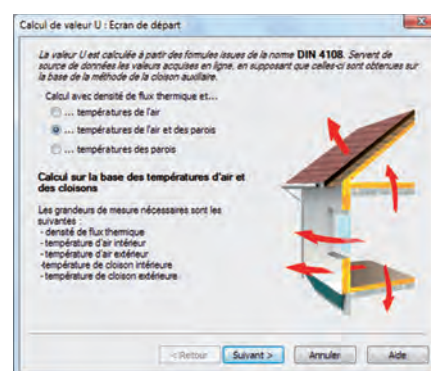 Calcul de valeur U : Ecran de départ
La valeur U est calculée à partir des formules issues de la norme DIN 4108. Servent de
source de données les valeurs acquises en ligne, en supposant que celles-ci sont obtenues sur
la base de la méthode de la cloison auxiliaire.
Calcul avec densité de flux thermique et...
... températures de l'air
... températures de l'air et des parois
... températures des parois
Calcul sur la base des températures d'air et
des cloisons
Les grandeurs de mesure nécessaires sont les
suivantes :
- densité de flux thermique
- température d'air intérieur
- température d'air extérieur
-température de cloison intérieure
- température de cloison extérieure
< Retour
Suivant >
Annuler
Aide